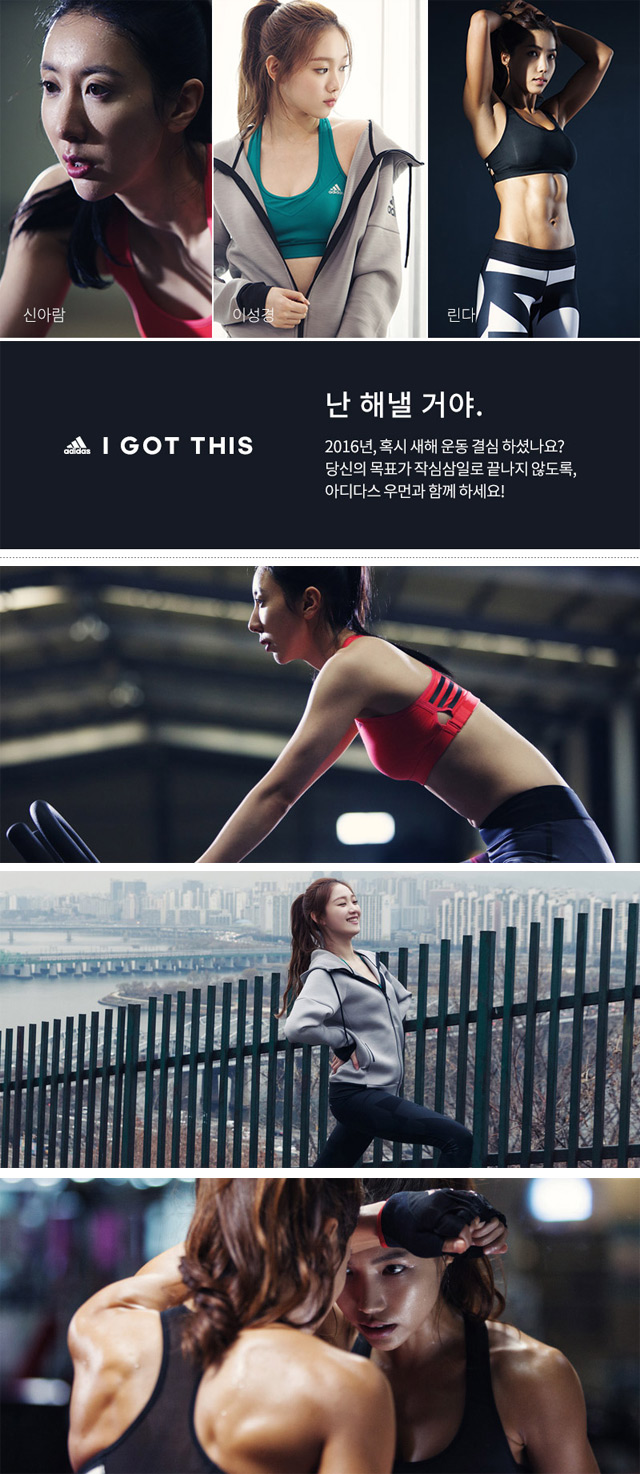 신아람
이성경
린다
adidas
adidas
adidas
I GOT THIS
난 해낼 거야.
2016년, 혹시 새해 운동 결심 하셨나요?
당신의 목표가 작심삼일로 끝나지 않도록,
아디다스 우먼과 함께 하세요!